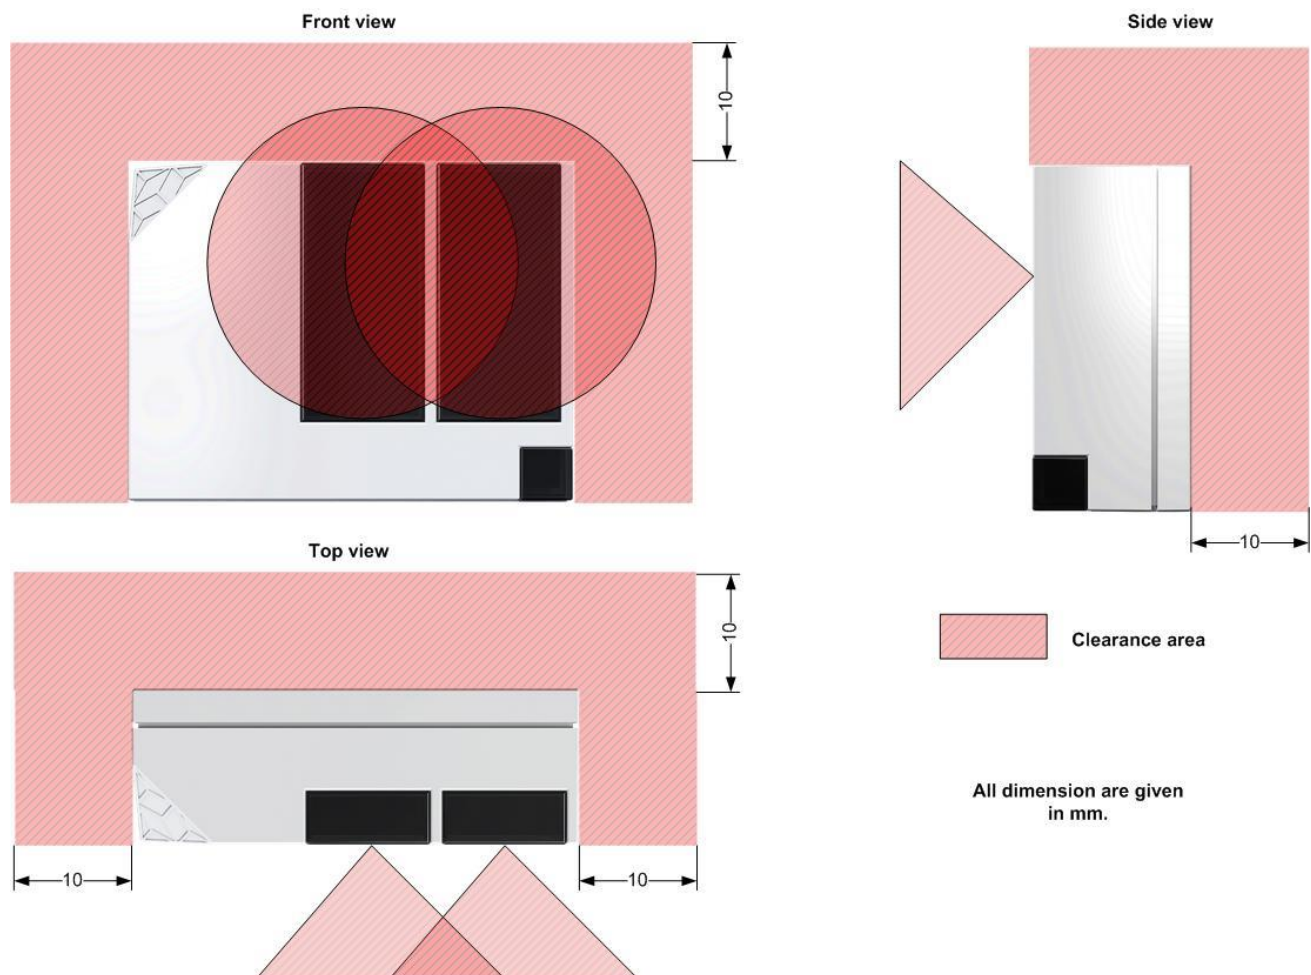 Front view
Side view
10
10
Top view
10
Clearance area
All dimension are given
in mm.
10
10